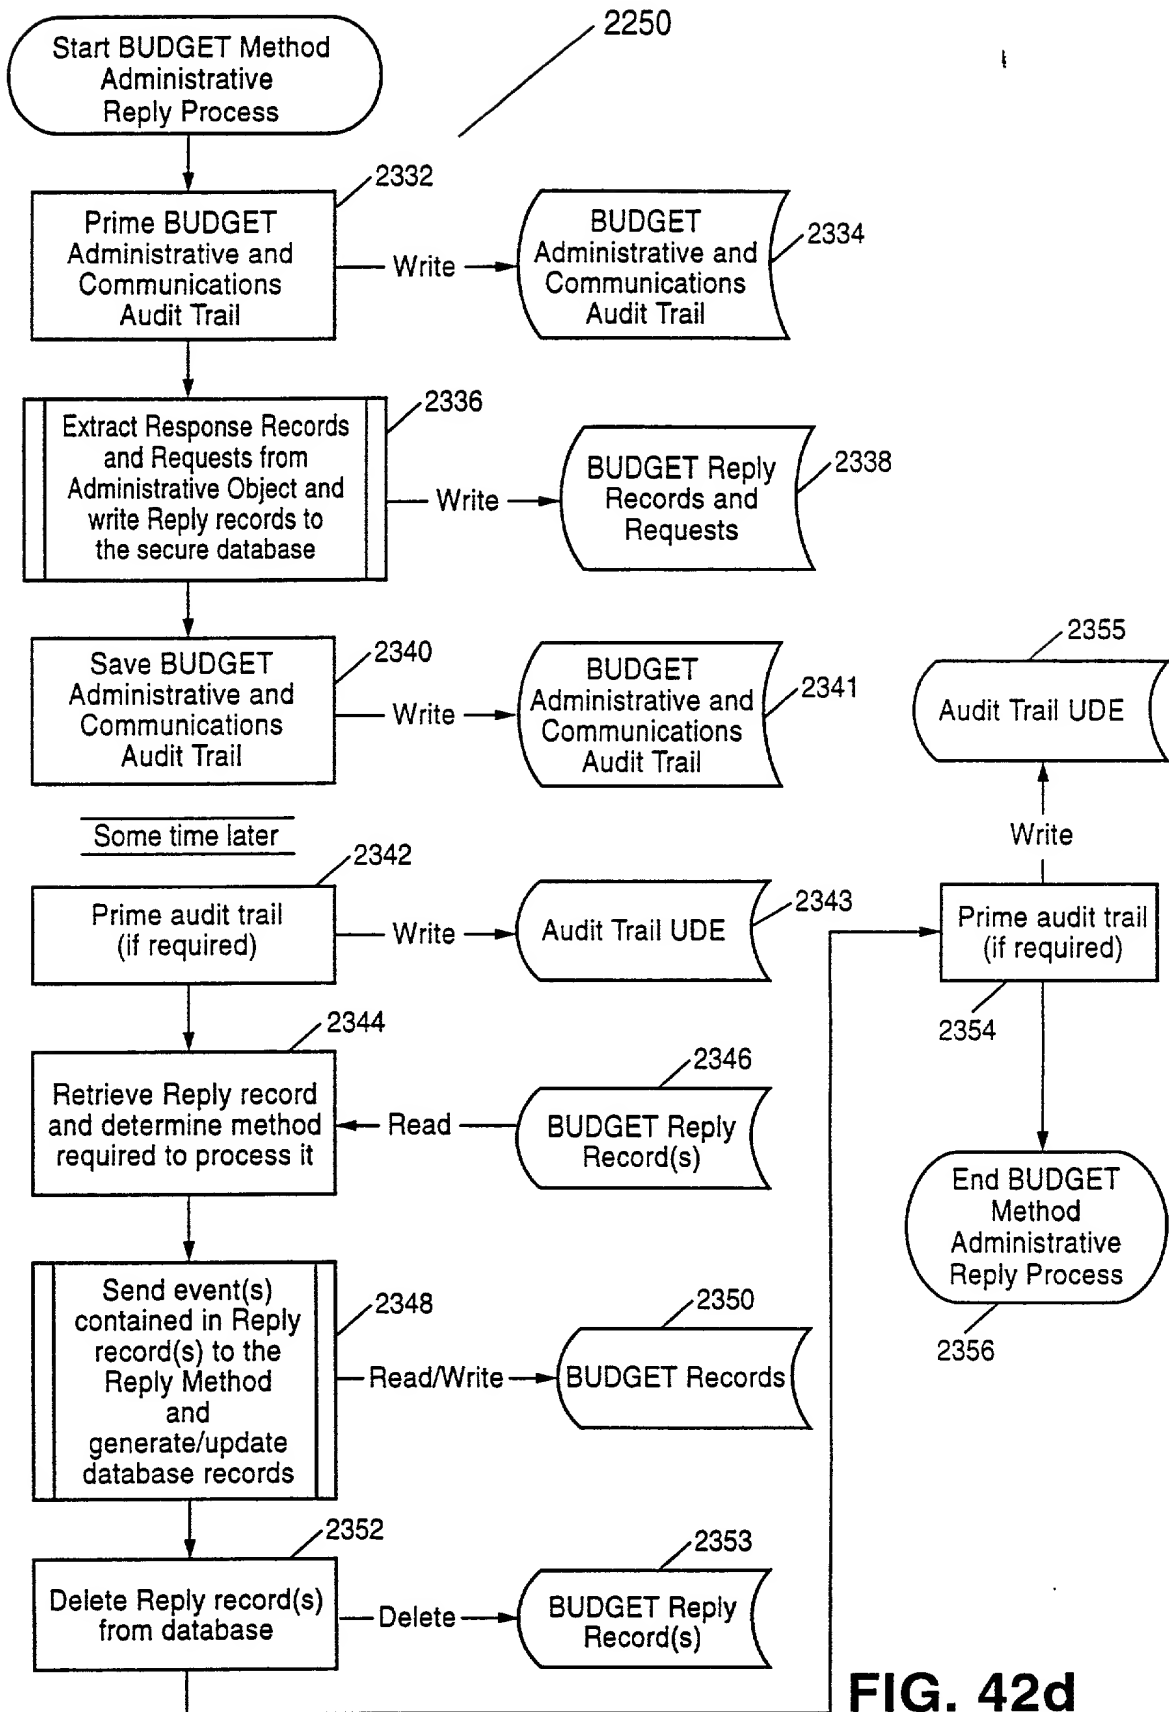 Start BUDGET Method
Administrative
Reply Process
2250
2332
Prime BUDGET
Administrative and
Communications
Audit Trail
Write
BUDGET
Administrative and
Communications
Audit Trail
2334
2336
Extract Response Records
and Requests from
Administrative Object and
write Reply records to
the secure database
Write
BUDGET Reply
Records and
Requests
2338
Save BUDGET
Administrative and
Communications
Audit Trail
2340
Write
BUDGET
Administrative and
Communications
Audit Trail
2341
Some time later
2342
Prime audit trail
(if required)
Write
Audit Trail UDE
2343
2344
Retrieve Reply record
and determine method
required to process it
Read
2346
BUDGET Reply
Record(s)
Send event(s)
contained in Reply
record(s) to the
Reply Method
and
generate/update
database records
2348
Read/Write
2350
BUDGET Records
2352
Delete Reply record(s)
from database
Delete
2353
BUDGET Reply
Record(s)
2355
Audit Trail UDE
Write
Prime audit trail
(if required)
2354
End BUDGET
Method
Administrative
Reply Process
2356
FIG. 42d